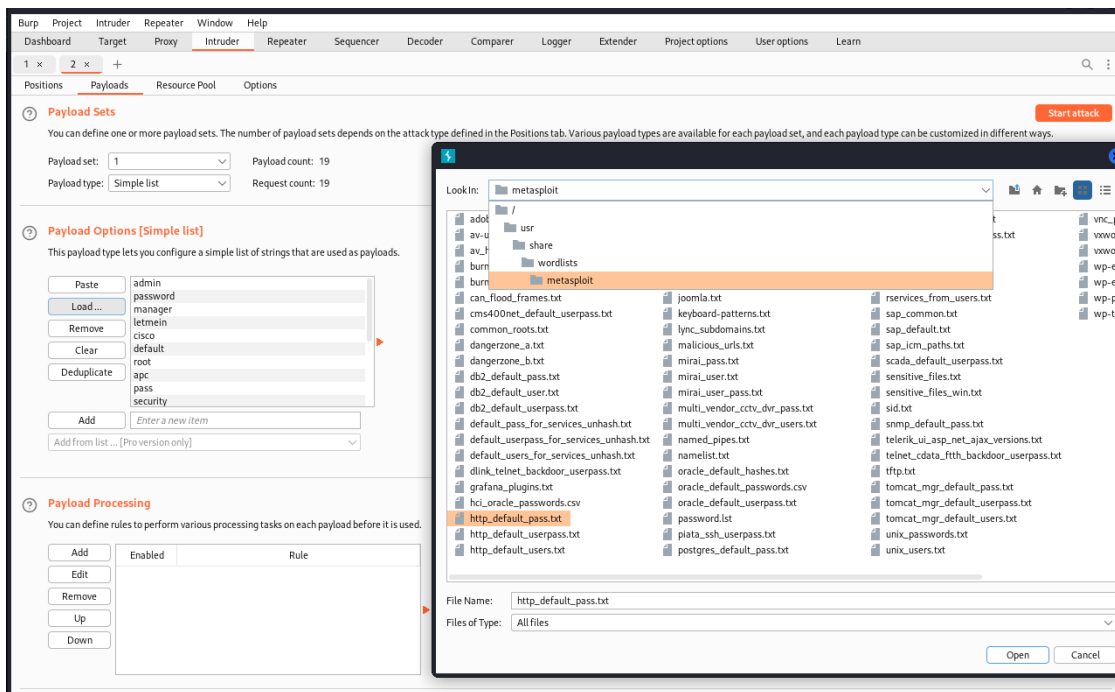 Burp Project Intruder Repeater Window Help
Dashboard Target Proxy Intruder Repeater Sequencer Decoder Comparer Logger Extender Project options User options Learn
1 × 2 × +
Positions Payloads Resource Pool Options
? Payload Sets
Start attack
You can define one or more payload sets. The number of payload sets depends on the attack type defined in the Positions tab. Various payload types are available for each payload set, and each payload type can be customized in different ways.
Payload set: 1
Payload count: 19
Payload type: Simple list
Request count: 19
? Payload Options [Simple list]
This payload type lets you configure a simple list of strings that are used as payloads.
Paste
Load ...
Remove
Clear
Deduplicate
admin
password
manager
letmein
cisco
default
root
apc
pass
security
Add
Enter a new item
Add from list ... [Pro version only]
? Payload Processing
You can define rules to perform various processing tasks on each payload before it is used.
Add
Edit
Remove
Up
Down
Enabled Rule
Look In: metasploit
/
usr
share
wordlists
metasploit
can_flood_frames.txt
cms400net_default_userpass.txt
common_roots.txt
dangerzone_a.txt
dangerzone_b.txt
db2_default_pass.txt
db2_default_user.txt
db2_default_userpass.txt
default_pass_for_services_unhash.txt
default_userpass_for_services_unhash.txt
default_users_for_services_unhash.txt
dlink_telnet_backdoor_userpass.txt
grafana_plugins.txt
hci_oracle_passwords.csv
http_default_pass.txt
http_default_userpass.txt
http_default_users.txt
joomla.txt
keyboard-patterns.txt
lync_subdomains.txt
malicious_urls.txt
mirai_pass.txt
mirai_user.txt
mirai_user_pass.txt
multi_vendor_cctv_dvr_pass.txt
multi_vendor_cctv_dvr_users.txt
named_pipes.txt
namelist.txt
oracle_default_hashes.txt
oracle_default_passwords.csv
oracle_default_userpass.txt
password.lst
piata_ssh_userpass.txt
postgres_default_pass.txt
rservices_from_users.txt
sap_common.txt
sap_default.txt
sap_icm_paths.txt
scada_default_userpass.txt
sensitive_files.txt
sensitive_files_win.txt
sid.txt
snmp_default_pass.txt
telerik_ui_asp_net_ajax_versions.txt
telnet_cdata_ftth_backdoor_userpass.txt
tftp.txt
tomcat_mgr_default_pass.txt
tomcat_mgr_default_userpass.txt
tomcat_mgr_default_users.txt
unix_passwords.txt
unix_users.txt
File Name: http_default_pass.txt
Files of Type: All files
Open
Cancel